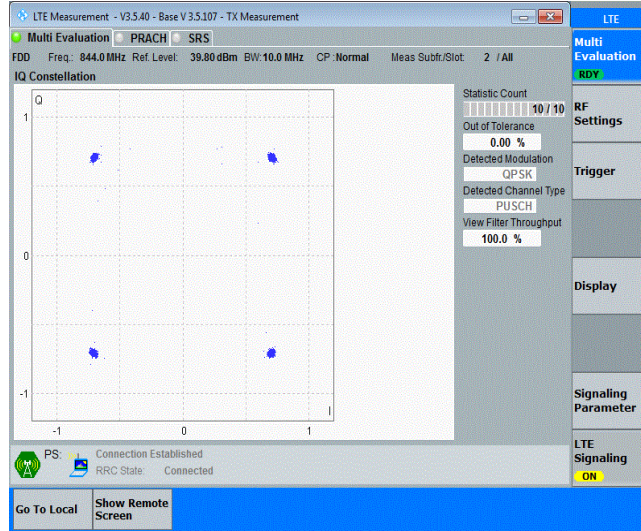 LTE Measurement - V3.5.40 - Base V 3.5.107 - TX Measurement
LTE
Multi Evaluation PRACH SRS
FDD Freq.: 844.0 MHz Ref. Level: 39.80 dBm BW: 10.0 MHz CP : Normal Meas Subfr./Slot: 2 / All
IQ Constellation
Q
1
0
-1
I
-1 0 1
Statistic Count
10 / 10
Out of Tolerance
0.00 %
Detected Modulation
QPSK
Detected Channel Type
PUSCH
View Filter Throughput
100.0 %
Multi
Evaluation
RDY
RF
Settings
Trigger
Display
Signaling
Parameter
LTE
Signaling
ON
PS: Connection Established
RRC State: Connected
Go To Local
Show Remote
Screen